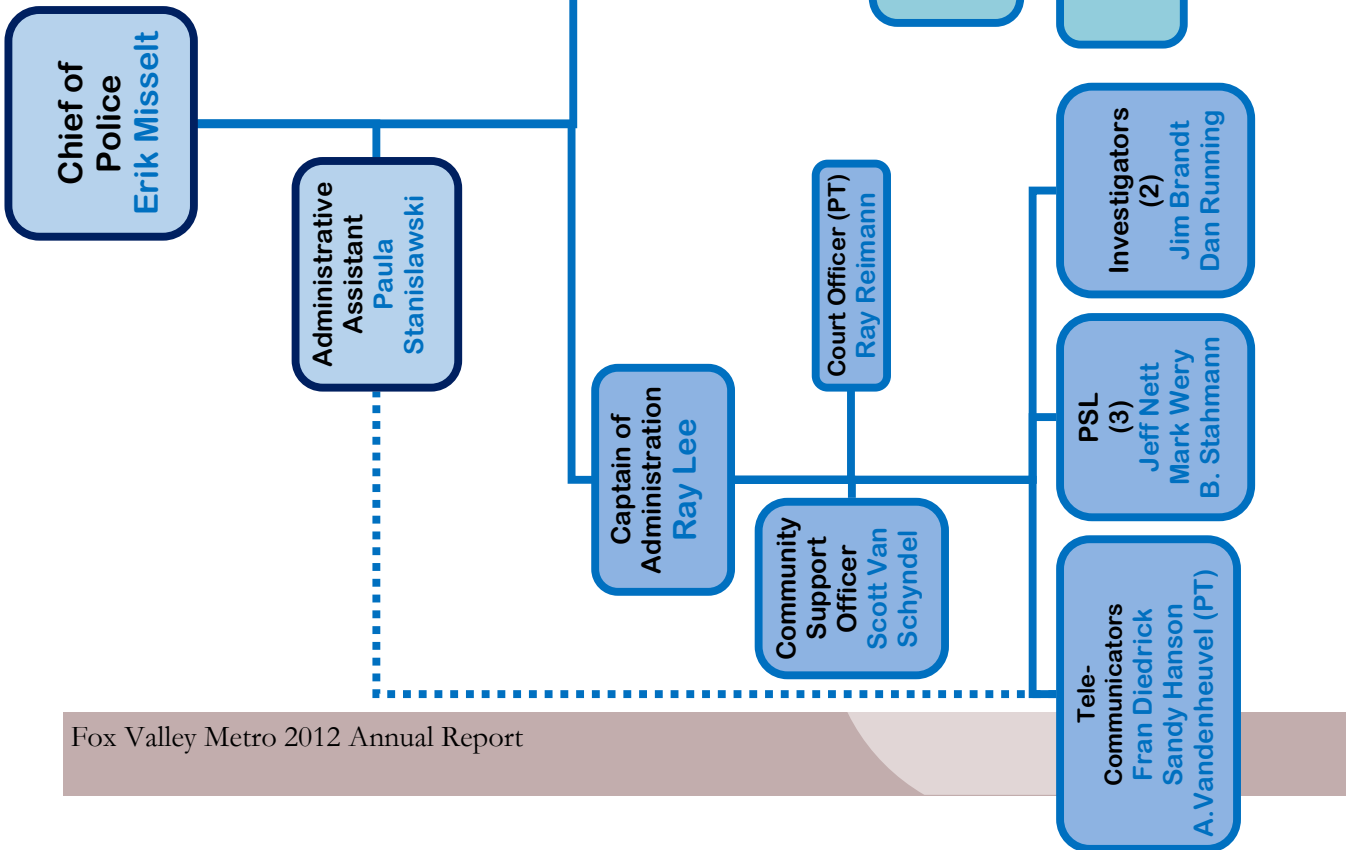 Chief of
Police
Erik Misselt
Administrative
Assistant
Paula
Stanislawski
Captain of
Administration
Ray Lee
Community
Support
Officer
Scott Van
Schyndel
Court Officer (PT)
Ray Reimann
Tele-
Communicators
Fran Diedrick
Sandy Hanson
A.Vandenheuvel (PT)
PSL
(3)
Jeff Nett
Mark Wery
B. Stahmann
Investigators
(2)
Jim Brandt
Dan Running
Fox Valley Metro 2012 Annual Report